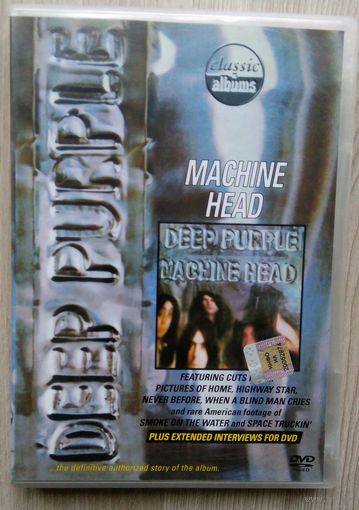 DEEP PURPLE
classic
albums
MACHINE
HEAD
DEEP PURPLE
MACHINE HEAD
FEATURING CUTS
PICTURES OF HOME, HIGHWAY STAR,
NEVER BEFORE, WHEN A BLIND MAN CRIES
and rare American footage of
SMOKE ON THE WATER and SPACE TRUCKIN'
PLUS EXTENDED INTERVIEWS FOR DVD
...the definitive authorized story of the album.
DVD